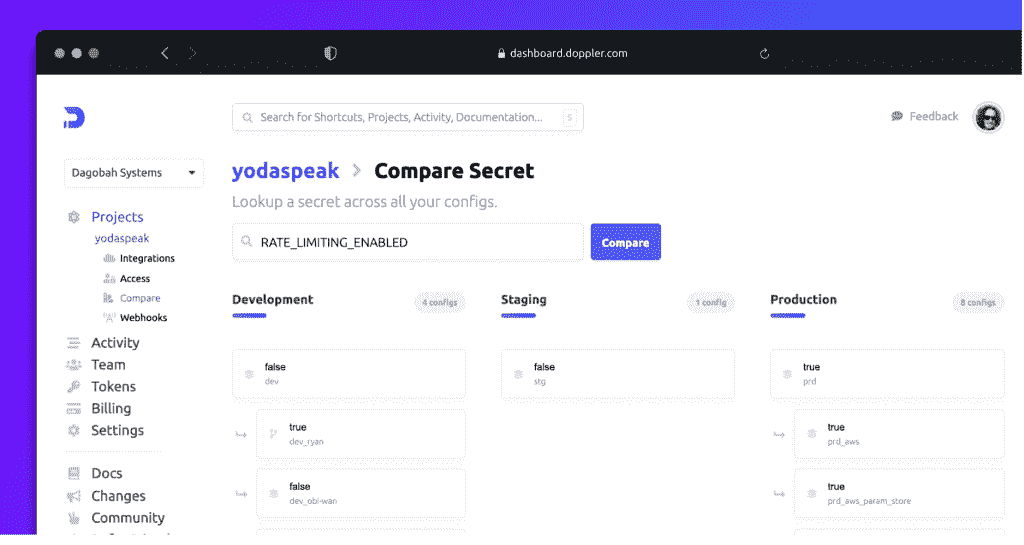 dashboard.doppler.com
Search for Shortcuts, Projects, Activity, Documentation...
S
Feedback
Dagobah Systems
Projects
yodaspeak
Integrations
Access
Compare
Webhooks
Activity
Team
Tokens
Billing
Settings
Docs
Changes
Community
yodaspeak > Compare Secret
Lookup a secret across all your configs.
RATE_LIMITING_ENABLED
Compare
Development
4 configs
false
dev
true
dev_ryan
false
dev_obi-wan
Staging
1 config
false
stg
Production
8 configs
true
prd
true
prd_aws
true
prd_aws_param_store